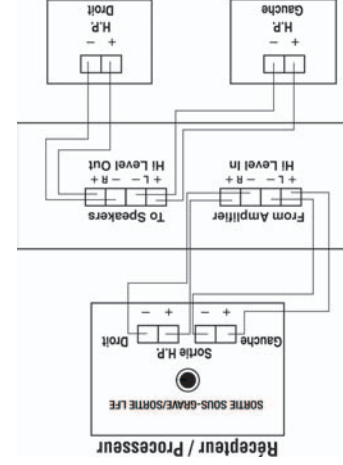 Récepteur / Processeur
SORTIE SOUS-GRAVE/SORTIE LFE
Gauche Sortie H.P. Droit
+ − + −
From Amplifier To Speakers
+ L − − R + + L − − R +
Hi Level In Hi Level Out
+ − + −
H.P. H.P.
Gauche Droit